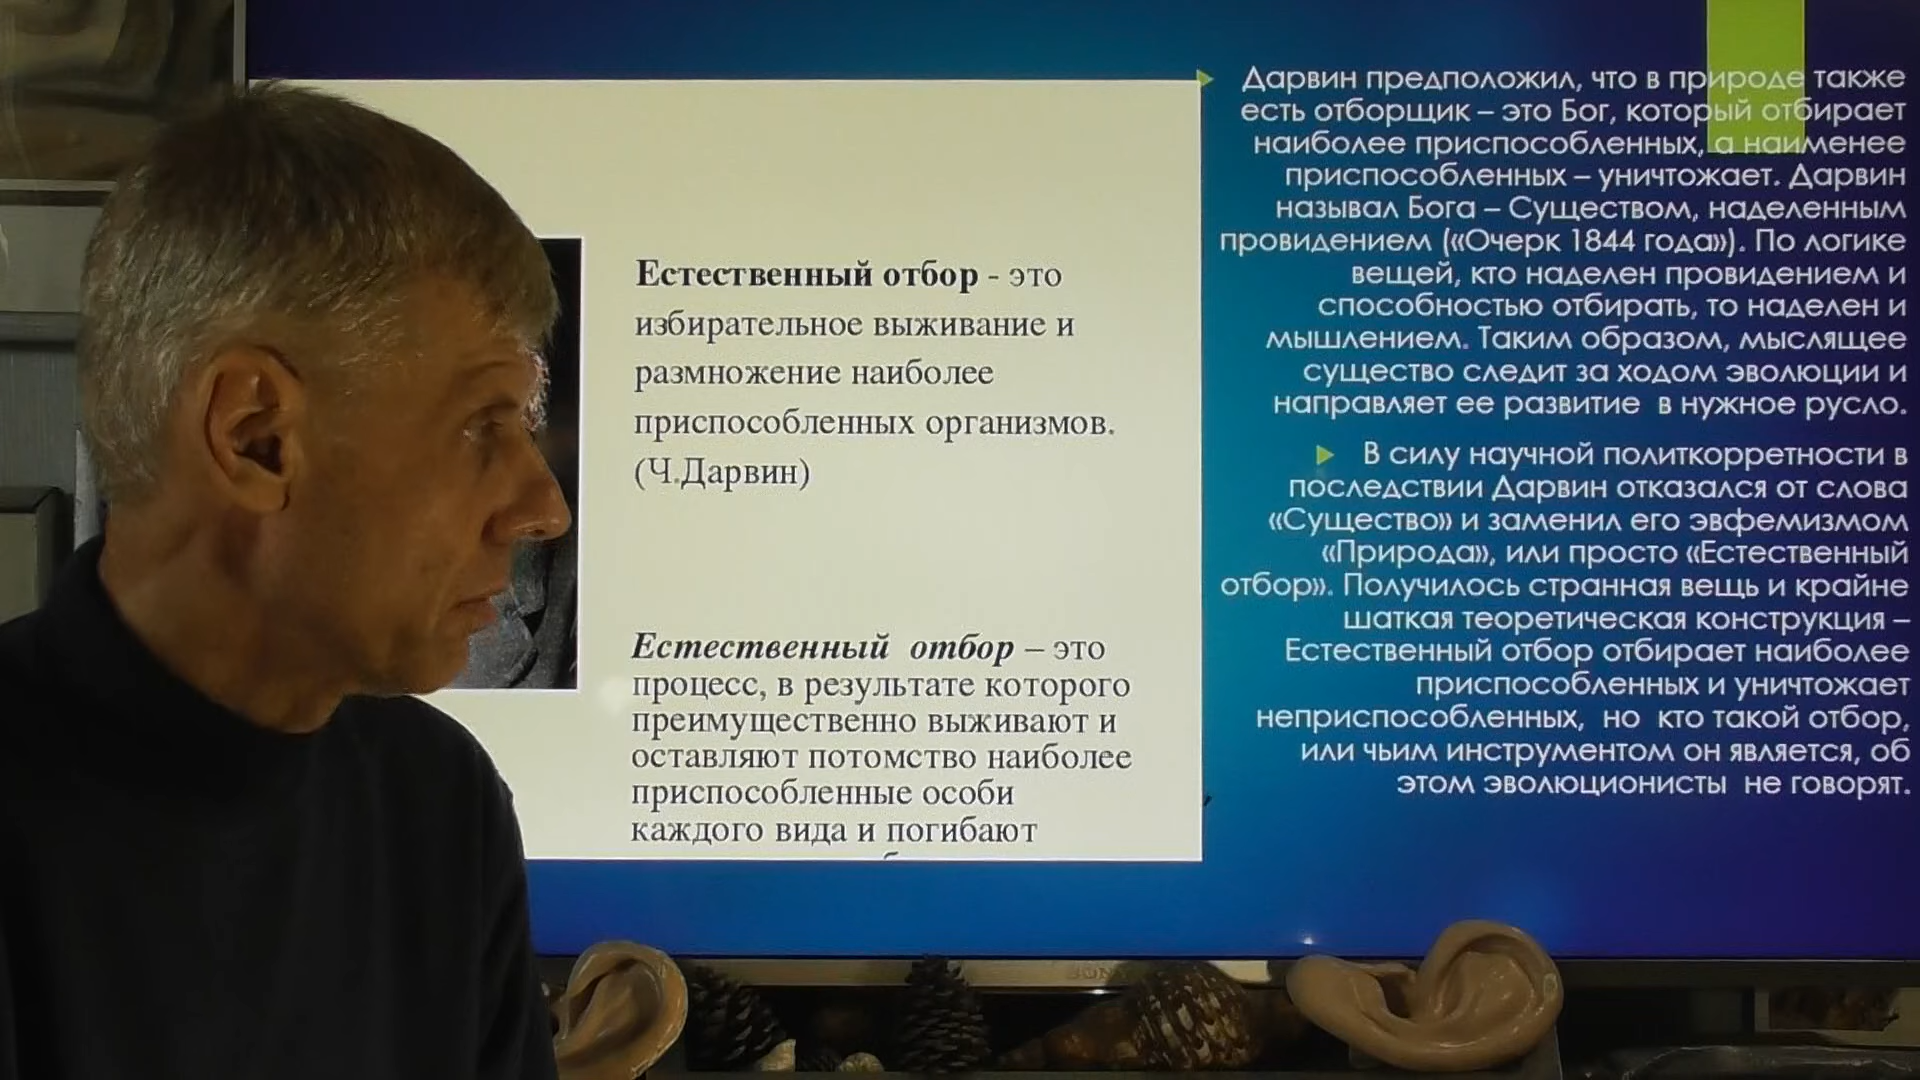 Естественный отбор - это
избирательное выживание и
размножение наиболее
приспособленных организмов.
(Ч.Дарвин)
Естественный отбор – это
процесс, в результате которого
преимущественно выживают и
оставляют потомство наиболее
приспособленные особи
каждого вида и погибают
Дарвин предположил, что в природе также
есть отборщик – это Бог, который отбирает
наиболее приспособленных, а наименее
приспособленных – уничтожает. Дарвин
называл Бога – Существом, наделенным
провидением («Очерк 1844 года»). По логике
вещей, кто наделен провидением и
способностью отбирать, то наделен и
мышлением. Таким образом, мыслящее
существо следит за ходом эволюции и
направляет ее развитие в нужное русло.
В силу научной политкорретности в
последствии Дарвин отказался от слова
«Существо» и заменил его эвфемизмом
«Природа», или просто «Естественный
отбор». Получилось странная вещь и крайне
шаткая теоретическая конструкция –
Естественный отбор отбирает наиболее
приспособленных и уничтожает
неприспособленных, но кто такой отбор,
или чьим инструментом он является, об
этом эволюционисты не говорят.
SONY